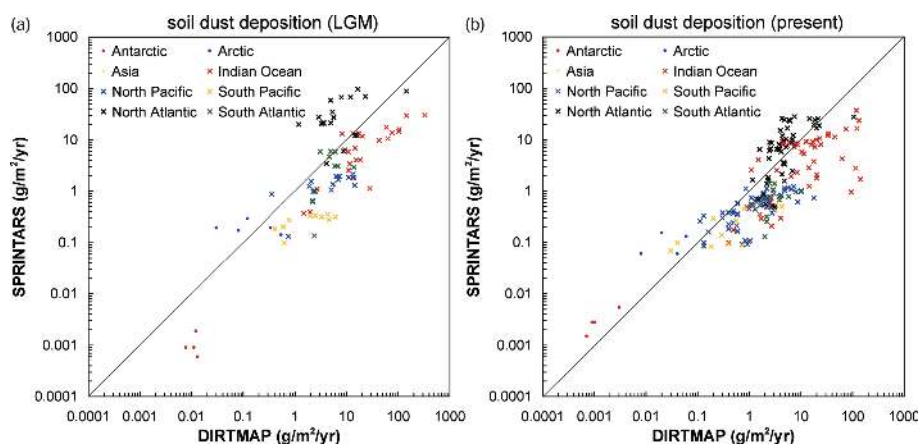 (a) soil dust deposition (LGM)
1000
100
10
1
0.1
0.01
0.001
0.0001
SPRINTARS (g/m²/yr)
Antarctic
Arctic
Asia
Indian Ocean
North Pacific
South Pacific
North Atlantic
South Atlantic
0.0001 0.001 0.01 0.1 1 10 100 1000
DIRTMAP (g/m²/yr)
(b) soil dust deposition (present)
1000
100
10
1
0.1
0.01
0.001
0.0001
SPRINTARS (g/m²/yr)
Antarctic
Arctic
Asia
Indian Ocean
North Pacific
South Pacific
North Atlantic
South Atlantic
0.0001 0.001 0.01 0.1 1 10 100 1000
DIRTMAP (g/m²/yr)